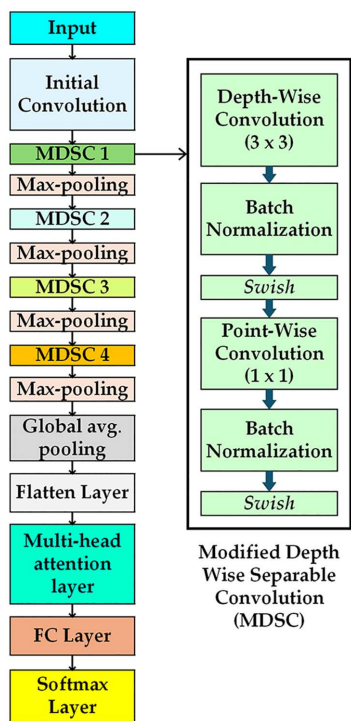 Input
Initial
Convolution
MDSC 1
Max-pooling
MDSC 2
Max-pooling
MDSC 3
Max-pooling
MDSC 4
Max-pooling
Global avg.
pooling
Flatten Layer
Multi-head
attention
layer
FC Layer
Softmax
Layer
Depth-Wise
Convolution
(3 x 3)
Batch
Normalization
Swish
Point-Wise
Convolution
(1 x 1)
Batch
Normalization
Swish
Modified Depth
Wise Separable
Convolution
(MDSC)